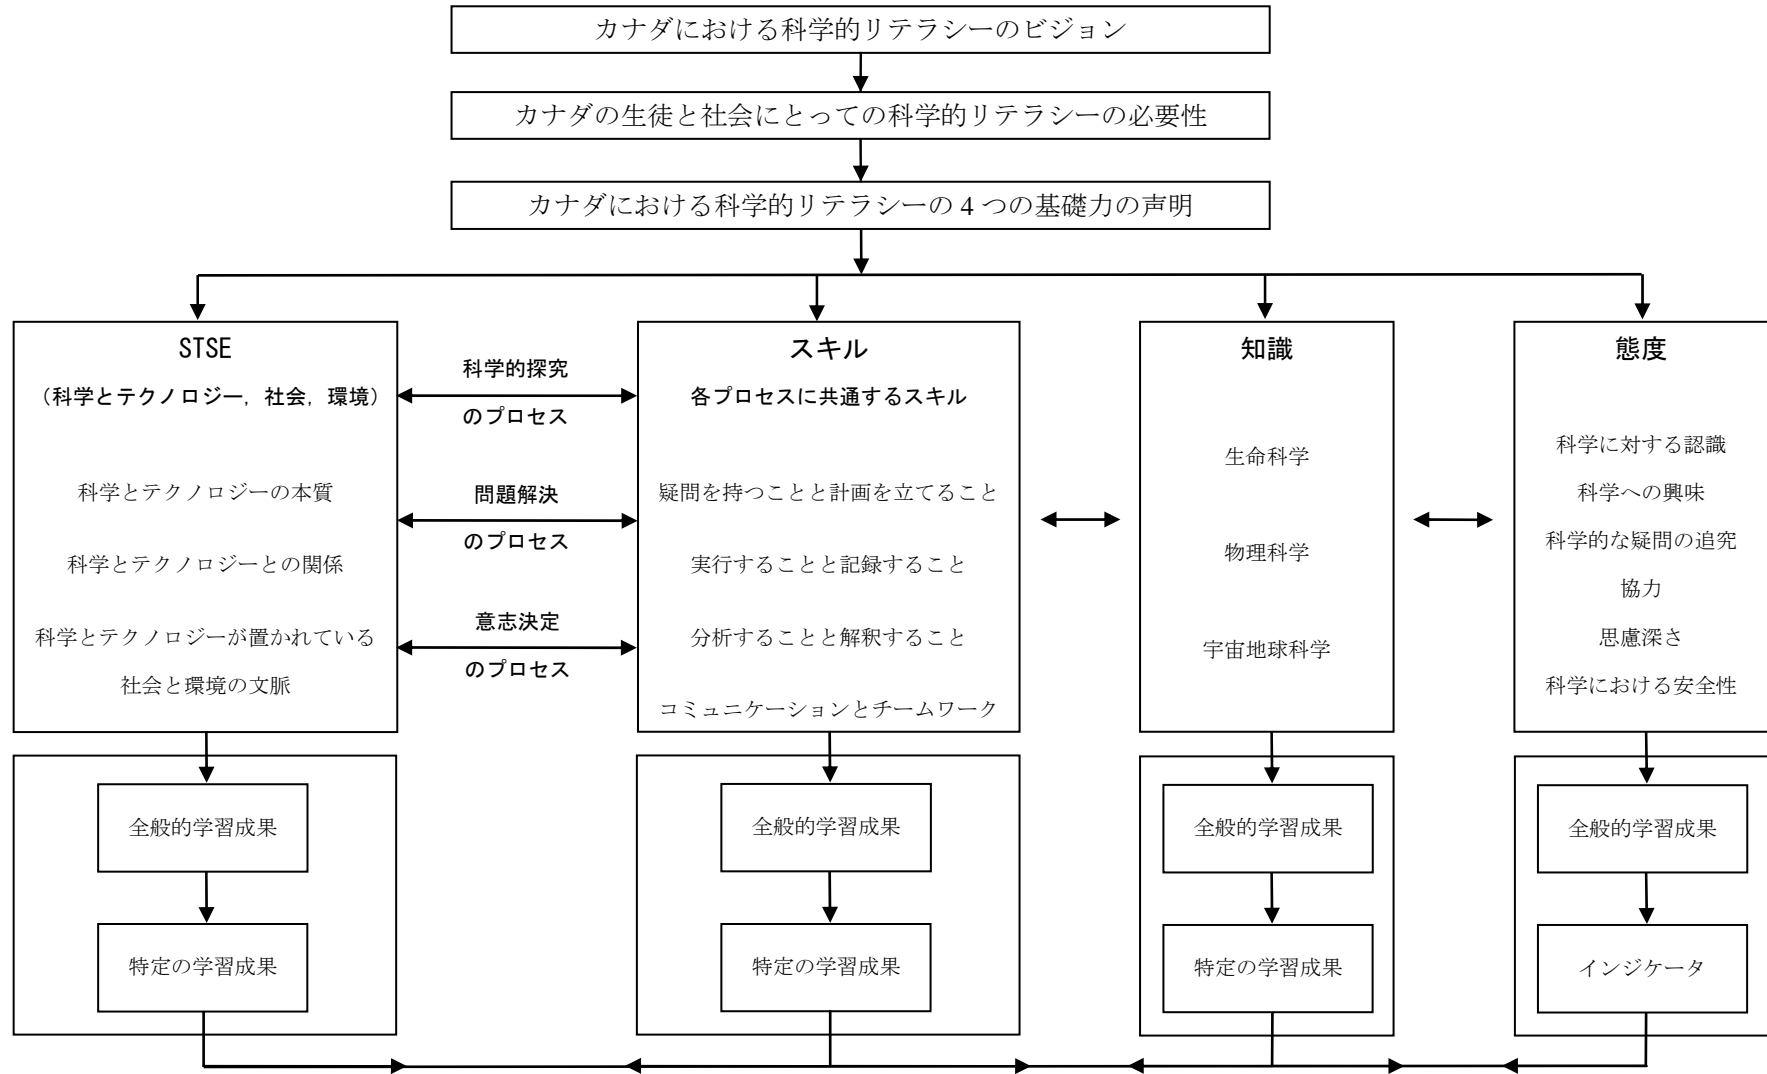 カナダにおける科学的リテラシーのビジョン
カナダの生徒と社会にとっての科学的リテラシーの必要性
カナダにおける科学的リテラシーの 4 つの基礎力の声明
STSE
（科学とテクノロジー，社会，環境）
科学とテクノロジーの本質
科学とテクノロジーとの関係
科学とテクノロジーが置かれている
社会と環境の文脈
科学的探究
のプロセス
問題解決
のプロセス
意志決定
のプロセス
スキル
各プロセスに共通するスキル
疑問を持つことと計画を立てること
実行することと記録すること
分析することと解釈すること
コミュニケーションとチームワーク
知識
生命科学
物理科学
宇宙地球科学
態度
科学に対する認識
科学への興味
科学的な疑問の追究
協力
思慮深さ
科学における安全性
全般的学習成果
特定の学習成果
全般的学習成果
特定の学習成果
全般的学習成果
特定の学習成果
全般的学習成果
インジケータ